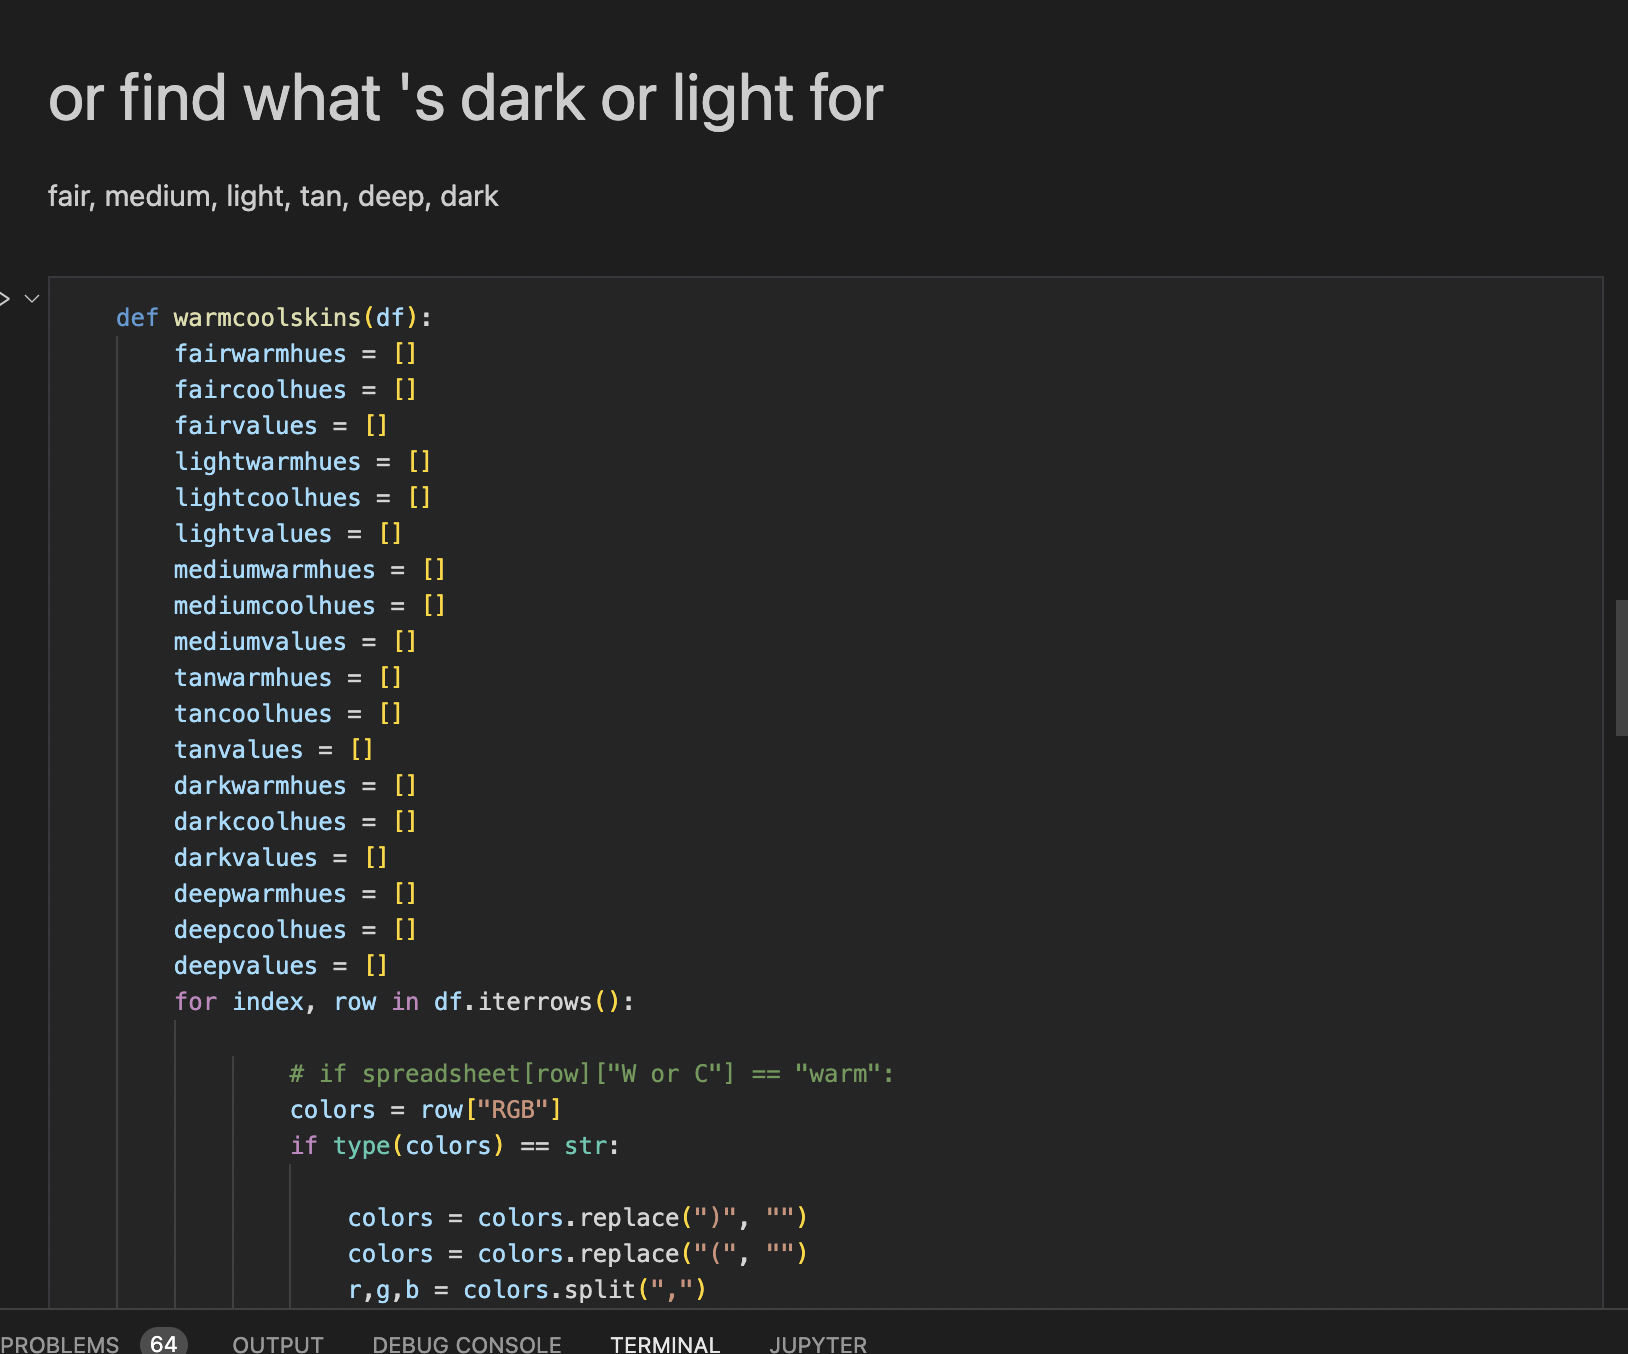 or find what 's dark or light for
fair, medium, light, tan, deep, dark
def warmcoolskins(df):
fairwarmhues = []
faircoolhues = []
fairvalues = []
lightwarmhues = []
lightcoolhues = []
lightvalues = []
mediumwarmhues = []
mediumcoolhues = []
mediumvalues = []
tanwarmhues = []
tancoolhues = []
tanvalues = []
darkwarmhues = []
darkcoolhues = []
darkvalues = []
deepwarmhues = []
deepcoolhues = []
deepvalues = []
for index, row in df.iterrows():
# if spreadsheet[row]["W or C"] == "warm":
colors = row["RGB"]
if type(colors) == str:
colors = colors.replace(")", "")
colors = colors.replace("(", "")
r,g,b = colors.split(",")
PROBLEMS 64 OUTPUT DEBUG CONSOLE TERMINAL JUPYTER